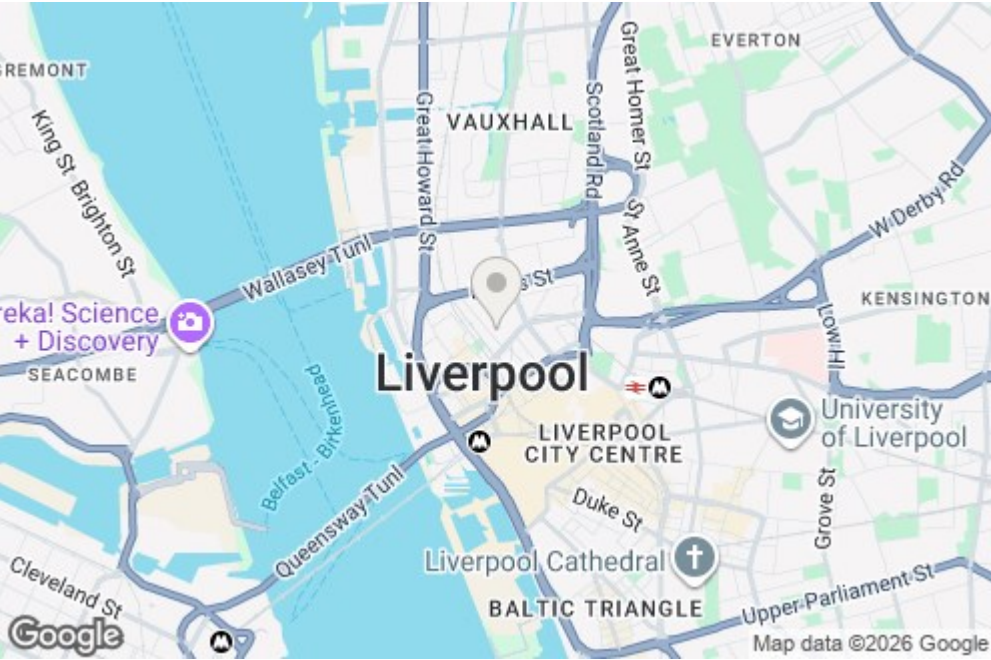 EVERTON
GREMONT
Great Homer St
King St
Great Howard St
VAUXHALL
Scotland Rd
W Derby Rd
Brighton St
St Anne St
Wallasey Tunl
St
KENSINGTON
reka! Science
+ Discovery
Low Hill
SEACOMBE
Liverpool
Belfast - Birkenhead
University
of Liverpool
LIVERPOOL
CITY CENTRE
Queensway Tunl
Duke St
Grove St
Liverpool Cathedral
Cleveland St
BALTIC TRIANGLE
Upper Parliament St
Google
Map data ©2026 Google